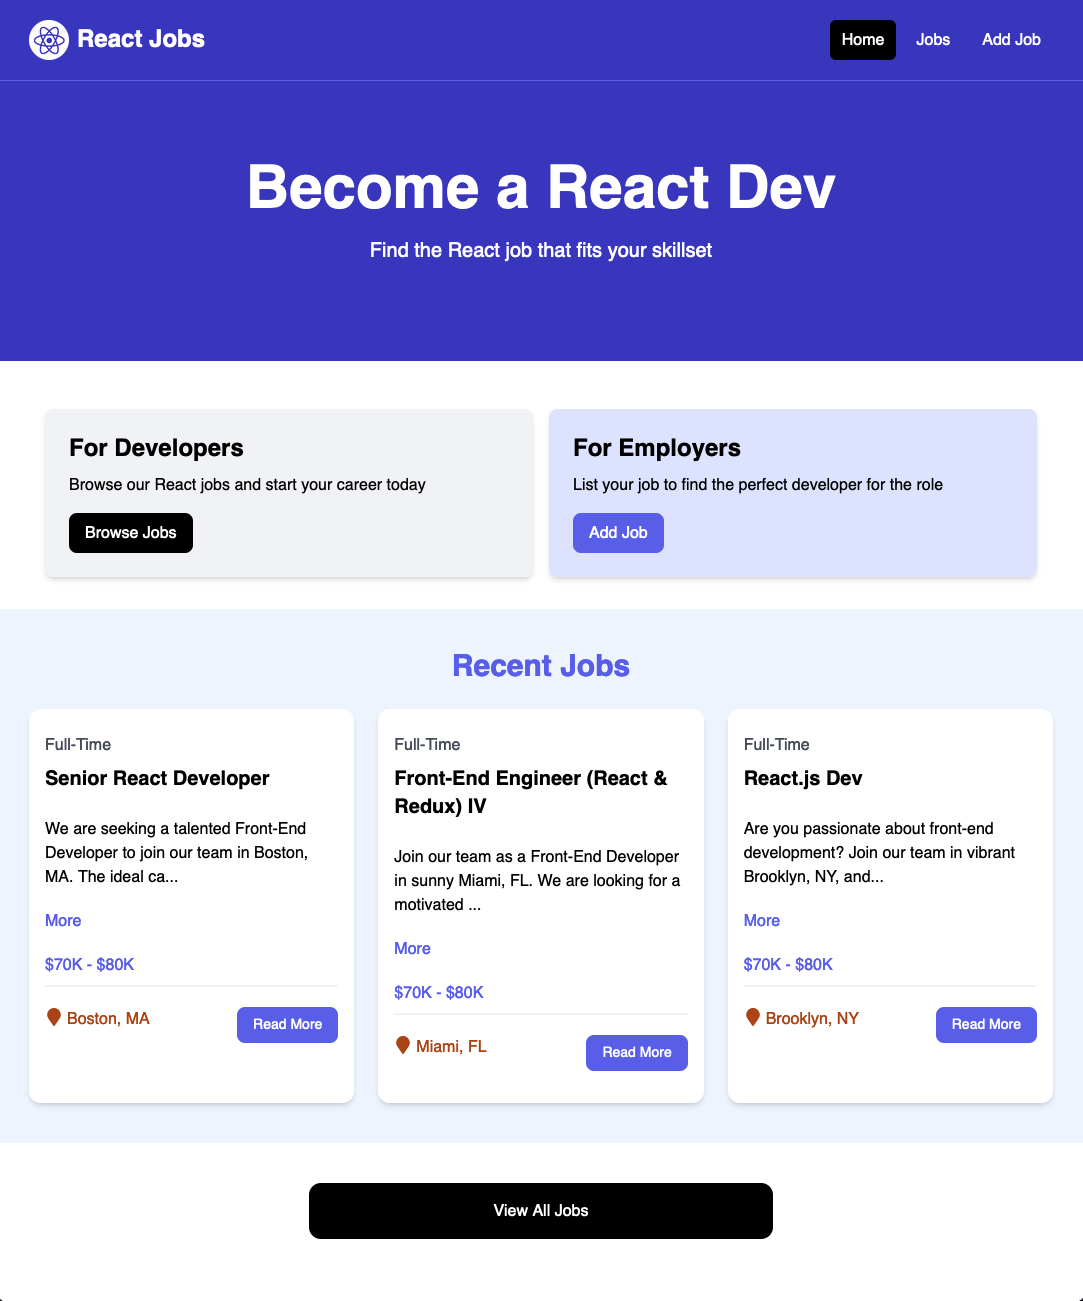 React Jobs
Home
Jobs
Add Job
Become a React Dev
Find the React job that fits your skillset
For Developers
Browse our React jobs and start your career today
Browse Jobs
For Employers
List your job to find the perfect developer for the role
Add Job
Recent Jobs
Full-Time
Senior React Developer
We are seeking a talented Front-End
Developer to join our team in Boston,
MA. The ideal ca...
More
$70K - $80K
Boston, MA
Read More
Full-Time
Front-End Engineer (React &
Redux) IV
Join our team as a Front-End Developer
in sunny Miami, FL. We are looking for a
motivated ...
More
$70K - $80K
Miami, FL
Read More
Full-Time
React.js Dev
Are you passionate about front-end
development? Join our team in vibrant
Brooklyn, NY, and...
More
$70K - $80K
Brooklyn, NY
Read More
View All Jobs